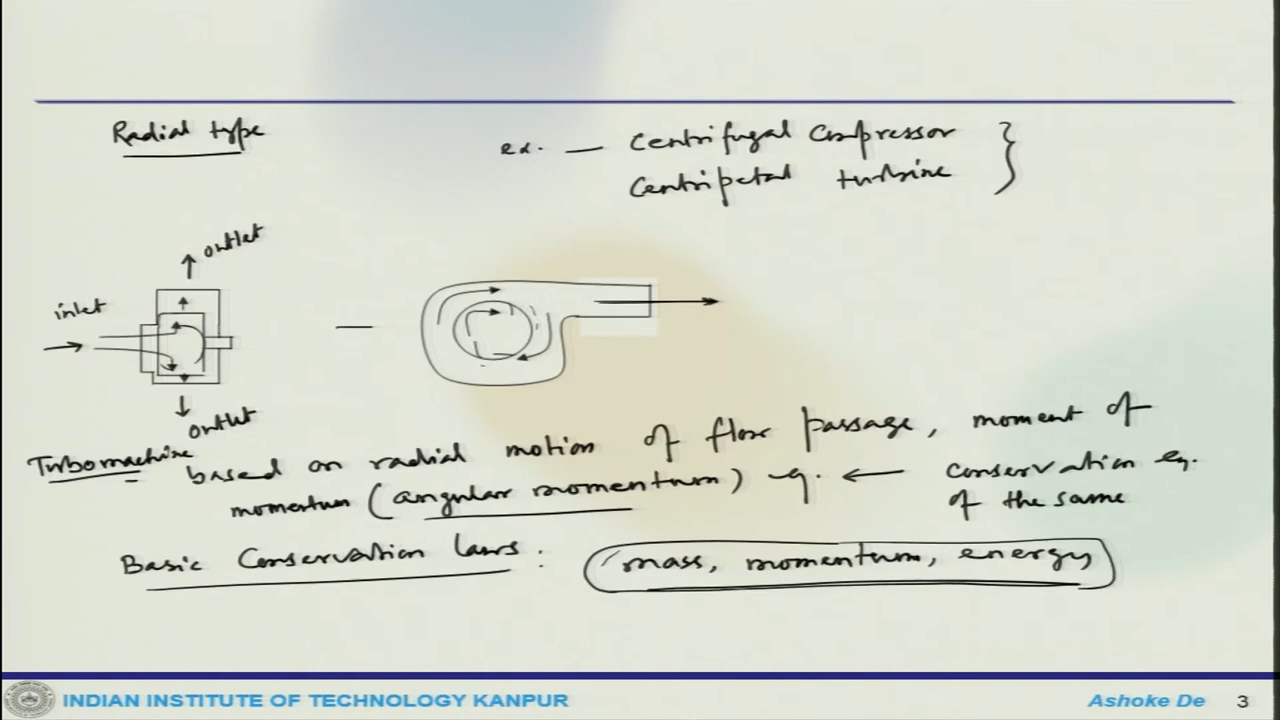 Radial type
ex. — Centrifugal Compressor
Centripetal turbine
outlet
inlet
outlet
Turbomachine based on radial motion of flow passage, moment of
momentum (angular momentum) eq. ← conservation eq.
of the same
Basic Conservation laws : (mass, momentum, energy)
INDIAN INSTITUTE OF TECHNOLOGY KANPUR
Ashoke De 3